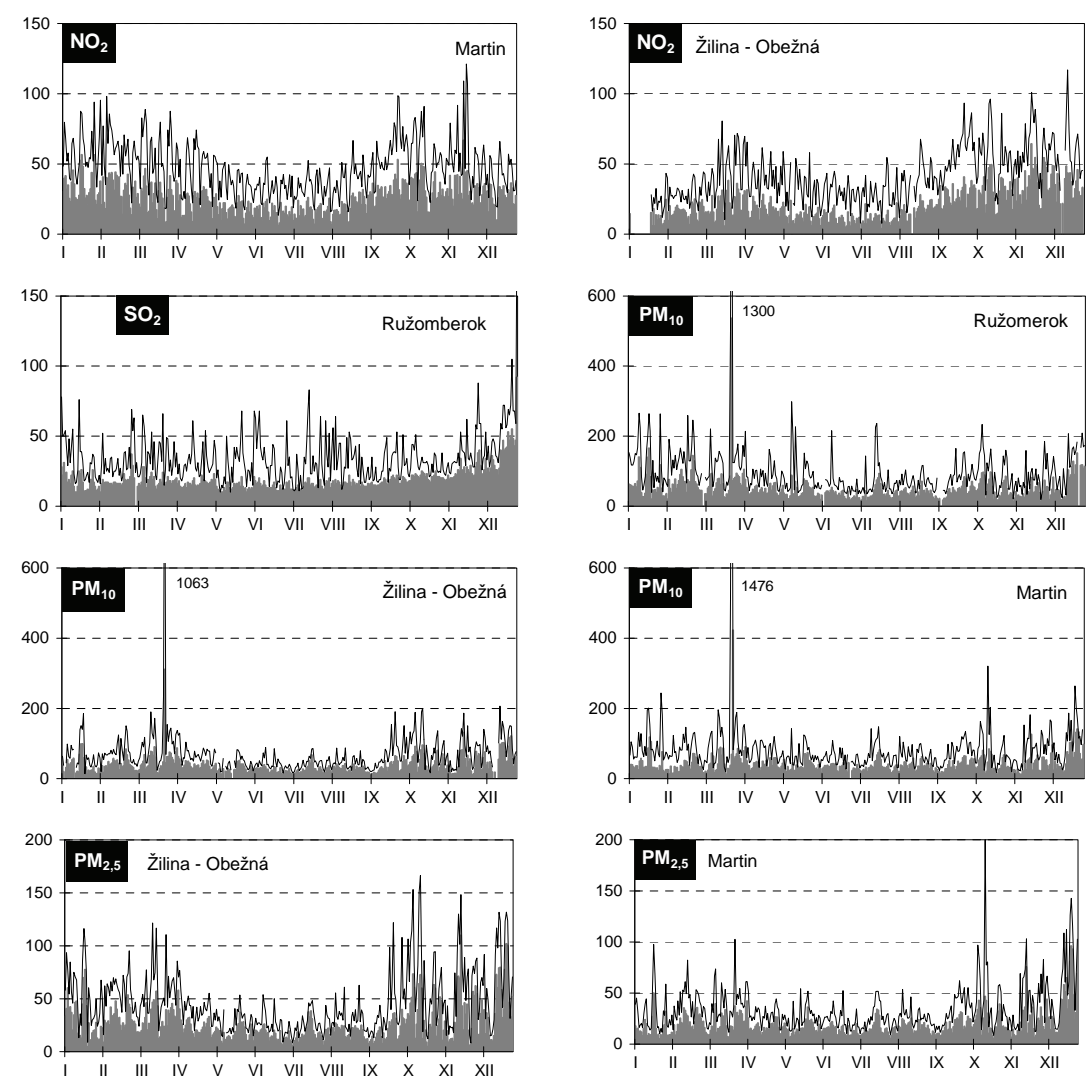 NO2 Martin
150
100
50
0
I II III IV V VI VII VIII IX X XI XII
NO2 Žilina - Obežná
150
100
50
0
I II III IV V VI VII VIII IX X XI XII
SO2 Ružomberok
150
100
50
0
I II III IV V VI VII VIII IX X XI XII
PM10 1300 Ružomerok
600
400
200
0
I II III IV V VI VII VIII IX X XI XII
PM10 1063 Žilina - Obežná
600
400
200
0
I II III IV V VI VII VIII IX X XI XII
PM10 1476 Martin
600
400
200
0
I II III IV V VI VII VIII IX X XI XII
PM2,5 Žilina - Obežná
200
150
100
50
0
I II III IV V VI VII VIII IX X XI XII
PM2,5 Martin
200
150
100
50
0
I II III IV V VI VII VIII IX X XI XII